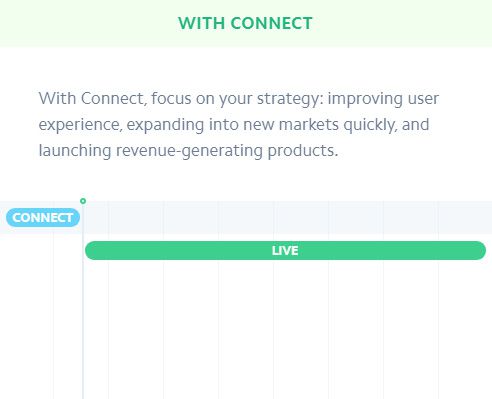 WITH CONNECT
With Connect, focus on your strategy: improving user
experience, expanding into new markets quickly, and
launching revenue-generating products.
CONNECT
LIVE